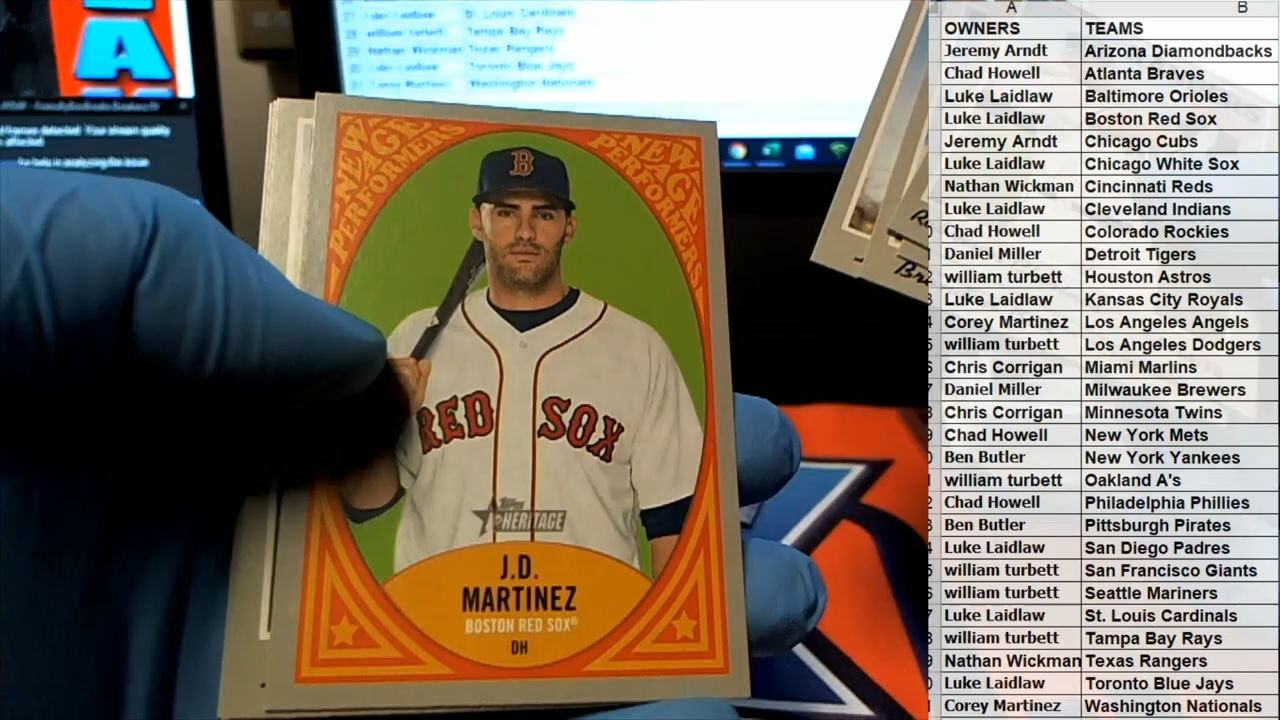 NEW AGE PERFORMERS
NEW AGE PERFORMERS
B
RED SOX
Topps
HERITAGE
J.D.
MARTINEZ
BOSTON RED SOX®
DH
A
Tampa Bay Rays
A B
OWNERS TEAMS
Jeremy Arndt Arizona Diamondbacks
Chad Howell Atlanta Braves
Luke Laidlaw Baltimore Orioles
Luke Laidlaw Boston Red Sox
Jeremy Arndt Chicago Cubs
Luke Laidlaw Chicago White Sox
Nathan Wickman Cincinnati Reds
Luke Laidlaw Cleveland Indians
Chad Howell Colorado Rockies
Daniel Miller Detroit Tigers
william turbett Houston Astros
Luke Laidlaw Kansas City Royals
Corey Martinez Los Angeles Angels
william turbett Los Angeles Dodgers
Chris Corrigan Miami Marlins
Daniel Miller Milwaukee Brewers
Chris Corrigan Minnesota Twins
Chad Howell New York Mets
Ben Butler New York Yankees
william turbett Oakland A's
Chad Howell Philadelphia Phillies
Ben Butler Pittsburgh Pirates
Luke Laidlaw San Diego Padres
william turbett San Francisco Giants
william turbett Seattle Mariners
Luke Laidlaw St. Louis Cardinals
william turbett Tampa Bay Rays
Nathan Wickman Texas Rangers
Luke Laidlaw Toronto Blue Jays
Corey Martinez Washington Nationals